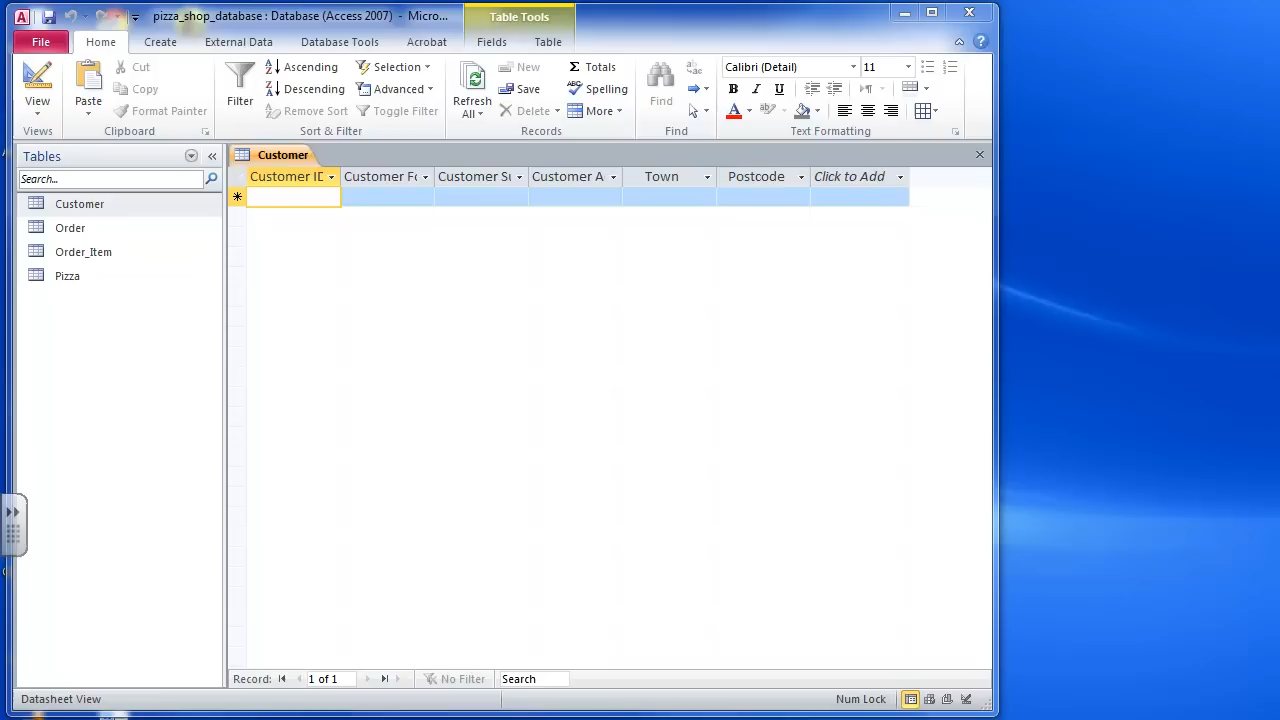 pizza_shop_database : Database (Access 2007) - Micro...
Table Tools
File
Home
Create
External Data
Database Tools
Acrobat
Fields
Table
View
Views
Paste
Cut
Copy
Format Painter
Clipboard
Filter
Ascending
Descending
Remove Sort
Selection
Advanced
Toggle Filter
Sort & Filter
Refresh
All
New
Save
Delete
Totals
Spelling
More
Records
Find
Find
Calibri (Detail)
11
B I U
A
Text Formatting
Tables
Search...
Customer
Order
Order_Item
Pizza
Customer
Customer ID
Customer Fo
Customer Su
Customer A
Town
Postcode
Click to Add
Record:
1 of 1
No Filter
Search
Datasheet View
Num Lock